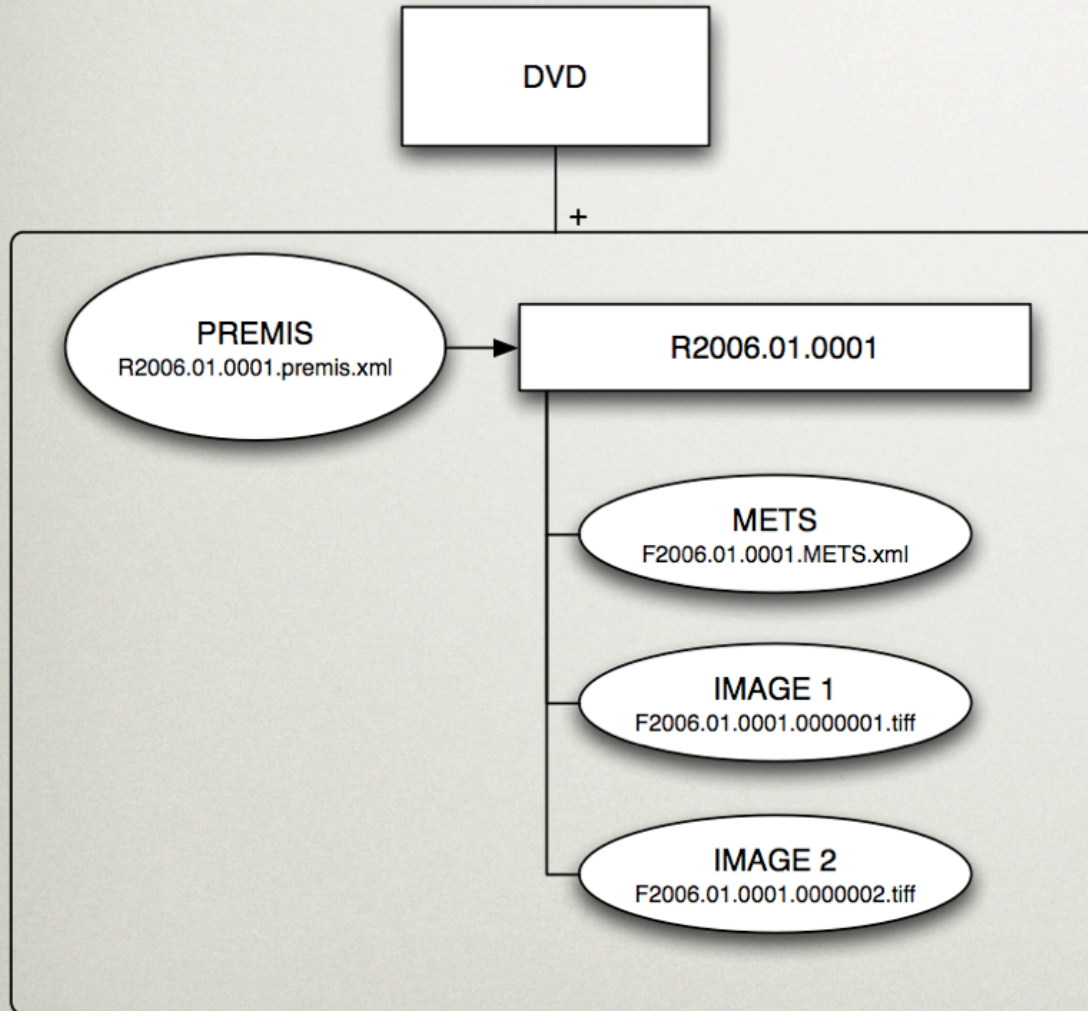 DVD
+
PREMIS
R2006.01.0001.premis.xml
R2006.01.0001
METS
F2006.01.0001.METS.xml
IMAGE 1
F2006.01.0001.0000001.tiff
IMAGE 2
F2006.01.0001.0000002.tiff